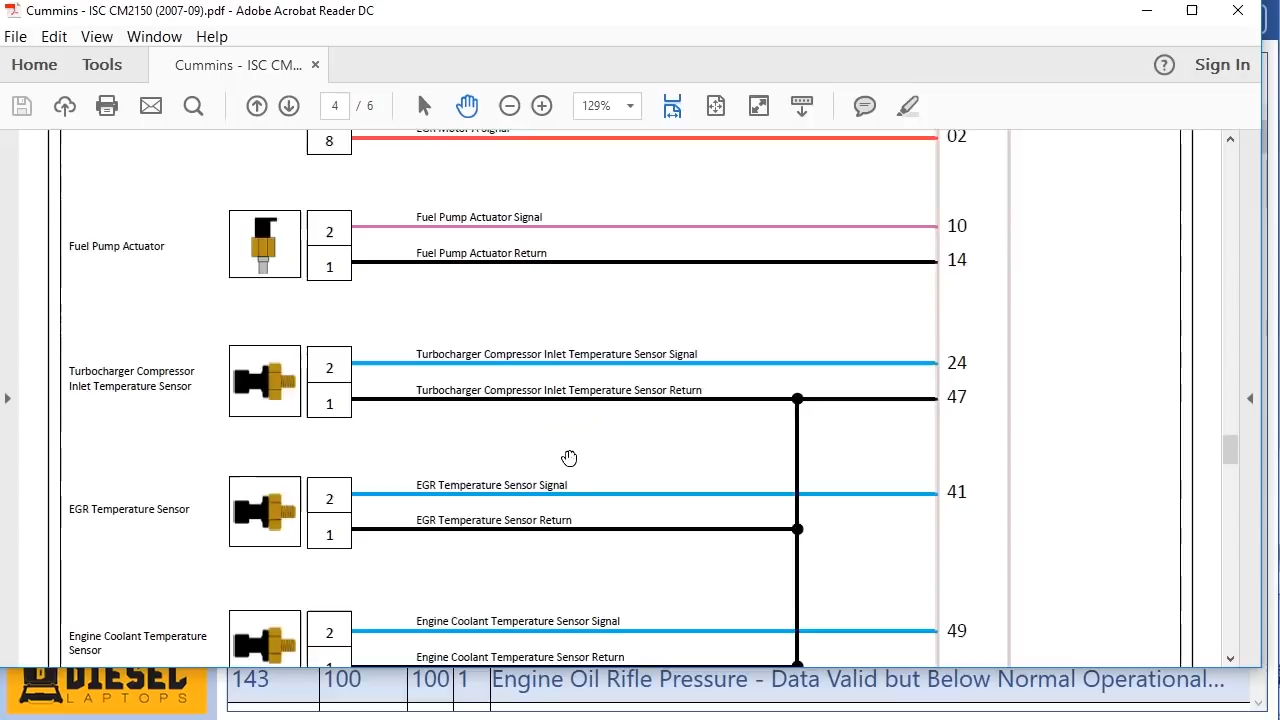 Cummins - ISC CM2150 (2007-09).pdf - Adobe Acrobat Reader DC
File Edit View Window Help
Home Tools Cummins - ISC CM... × ? Sign In
4 / 6 129%
EGR Motor A Signal
8 02
Fuel Pump Actuator Signal
2 10
Fuel Pump Actuator
Fuel Pump Actuator Return
1 14
Turbocharger Compressor Inlet Temperature Sensor Signal
2 24
Turbocharger Compressor
Inlet Temperature Sensor
Turbocharger Compressor Inlet Temperature Sensor Return
1 47
EGR Temperature Sensor Signal
2 41
EGR Temperature Sensor
EGR Temperature Sensor Return
1
Engine Coolant Temperature Sensor Signal
2 49
Engine Coolant Temperature
Sensor
Engine Coolant Temperature Sensor Return
1
DIESEL
LAPTOPS
143 100 100 1 Engine Oil Rifle Pressure - Data Valid but Below Normal Operational...